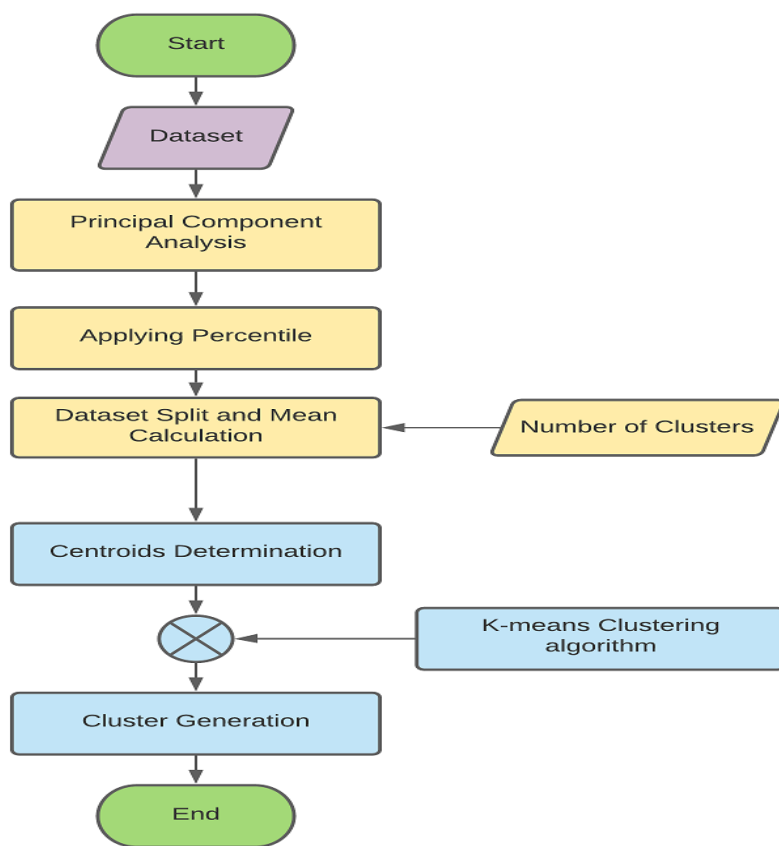 Start
Dataset
Principal Component
Analysis
Applying Percentile
Dataset Split and Mean
Calculation
Number of Clusters
Centroids Determination
K-means Clustering
algorithm
Cluster Generation
End